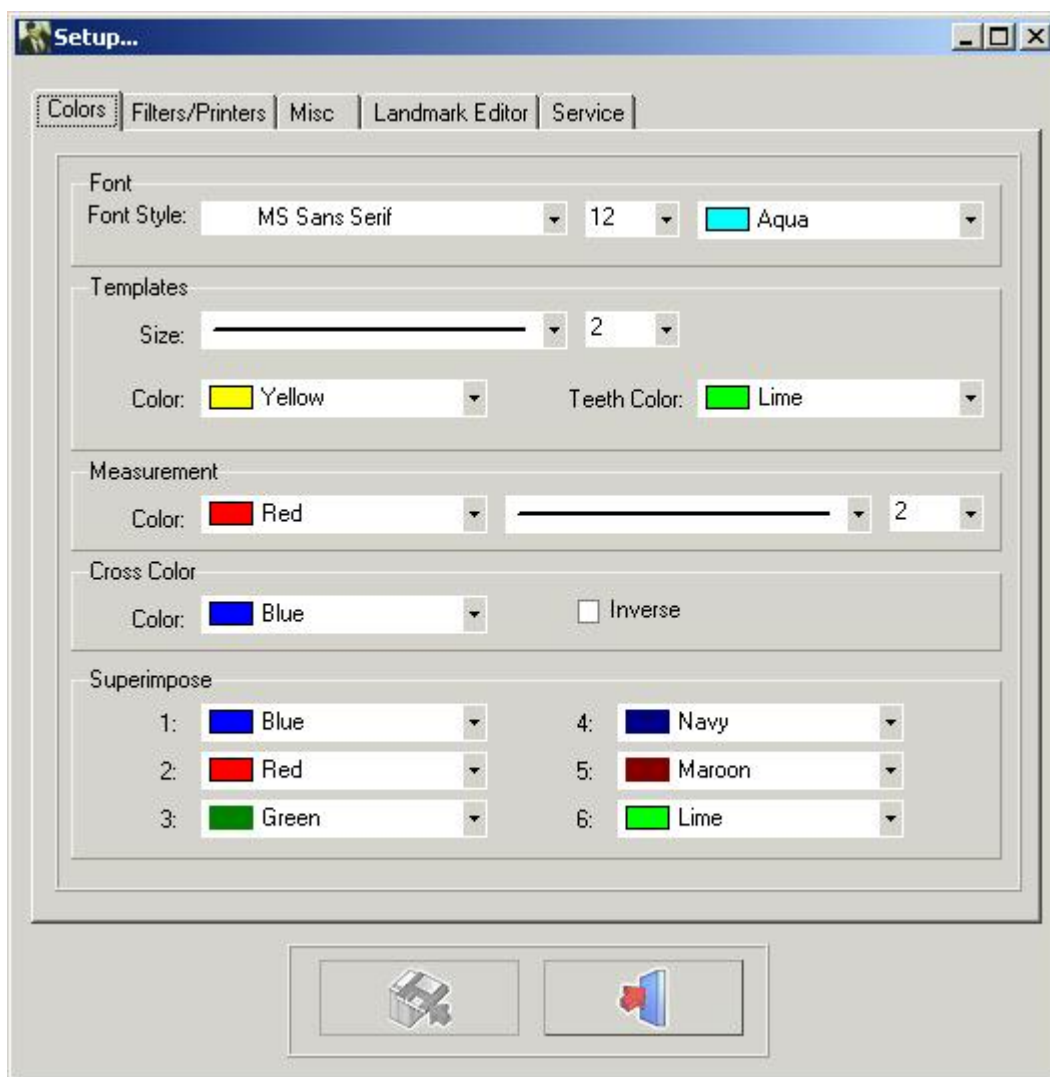 Setup...
Colors Filters/Printers Misc Landmark Editor Service
Font
Font Style: MS Sans Serif 12 Aqua
Templates
Size: 2
Color: Yellow Teeth Color: Lime
Measurement
Color: Red 2
Cross Color
Color: Blue Inverse
Superimpose
1: Blue 4: Navy
2: Red 5: Maroon
3: Green 6: Lime